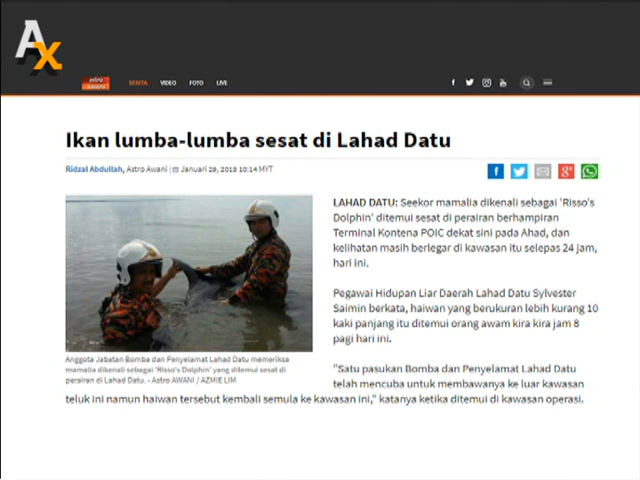 AX
astro
AWANI
BERITA VIDEO FOTO LIVE
Ikan lumba-lumba sesat di Lahad Datu
Ridzal Abdullah, Astro Awani | Januari 29, 2018 10:14 MYT
LAHAD DATU: Seekor mamalia dikenali sebagai 'Risso's
Dolphin' ditemui sesat di perairan berhampiran
Terminal Kontena POIC dekat sini pada Ahad, dan
kelihatan masih berlegar di kawasan itu selepas 24 jam,
hari ini.
Pegawai Hidupan Liar Daerah Lahad Datu Sylvester
Saimin berkata, haiwan yang berukuran lebih kurang 10
kaki panjang itu ditemui orang awam kira kira jam 8
pagi hari ini.
Anggota Jabatan Bomba dan Penyelamat Lahad Datu memeriksa
mamalia dikenali sebagai 'Risso's Dolphin' yang ditemui sesat di
perairan di Lahad Datu. - Astro AWANI / AZMIE LIM
"Satu pasukan Bomba dan Penyelamat Lahad Datu
telah mencuba untuk membawanya ke luar kawasan
teluk ini namun haiwan tersebut kembali semula ke kawasan ini," katanya ketika ditemui di kawasan operasi.